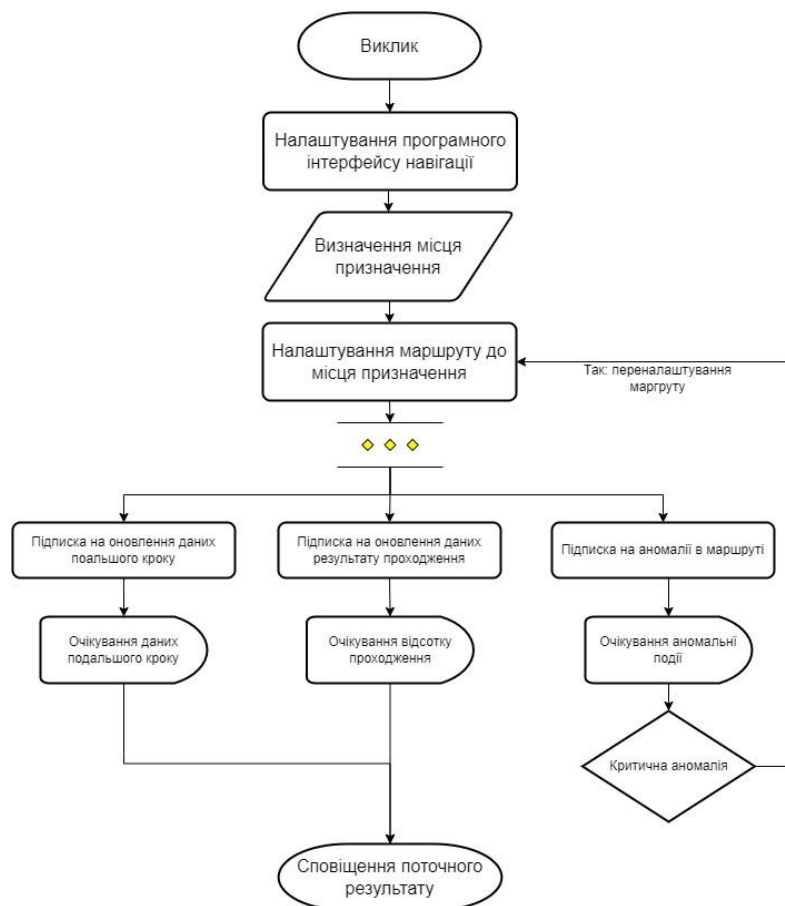 Виклик
Налаштування програмного
інтерфейсу навігації
Визначення місця
призначення
Налаштування маршруту до
місця призначення
Так: переналаштування
маргруту
Підписка на оновлення даних
поальшого кроку
Підписка на оновлення даних
результату проходження
Підписка на аномалії в маршруті
Очікування даних
подальшого кроку
Очікування відсотку
проходження
Очікування аномальнї
події
Критична аномалія
Сповіщення поточного
результату